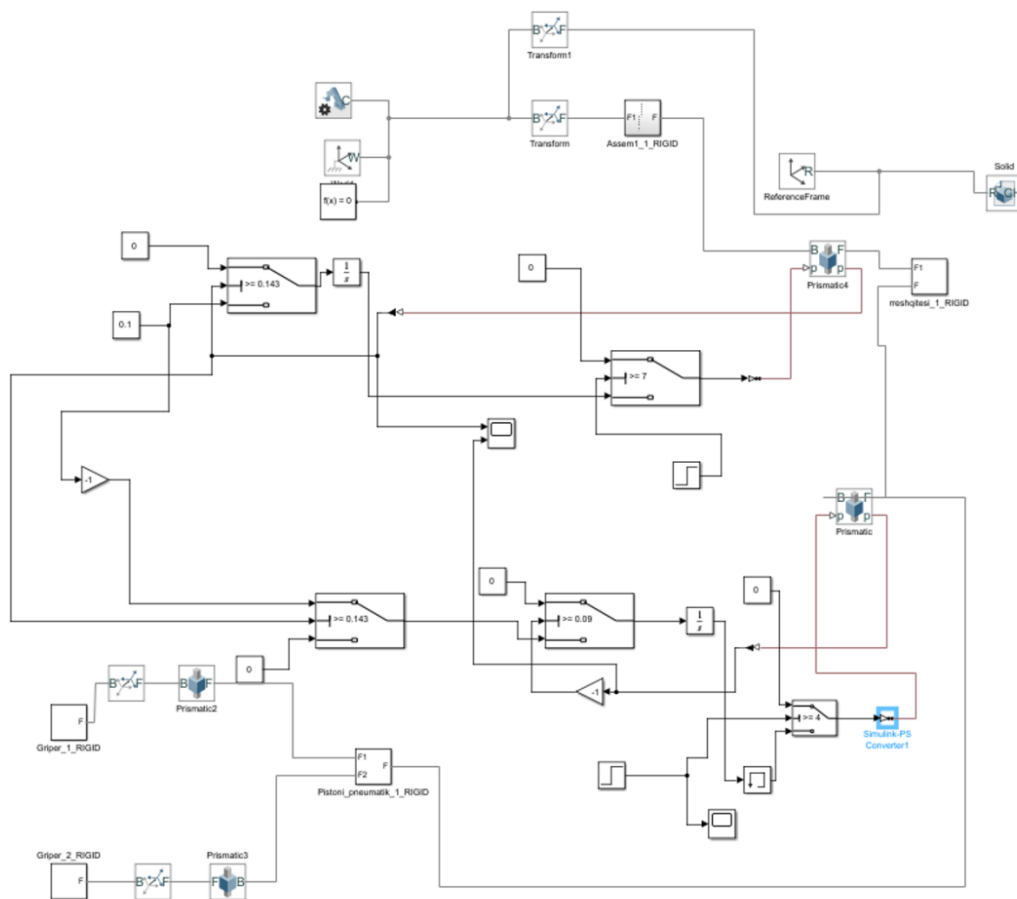 B F
Transform1
C
B F
Transform
F1 F
Assem1_1_RIGID
W
f(x) = 0
R
ReferenceFrame
Solid
R
0
>= 0.143
1
s
0
B F
p p
Prismatic4
F1
F
rreshqitesi_1_RIGID
0.1
>= 7
-1
B F
p p
Prismatic
0
0
>= 0.143
>= 0.09
1
s
0
-1
B F
B F
Prismatic2
F
Griper_1_RIGID
>= 4
Simulink-PS
Converter1
F1
F2
F
Pistoni_pneumatik_1_RIGID
Griper_2_RIGID
F
B F
Prismatic3
F B